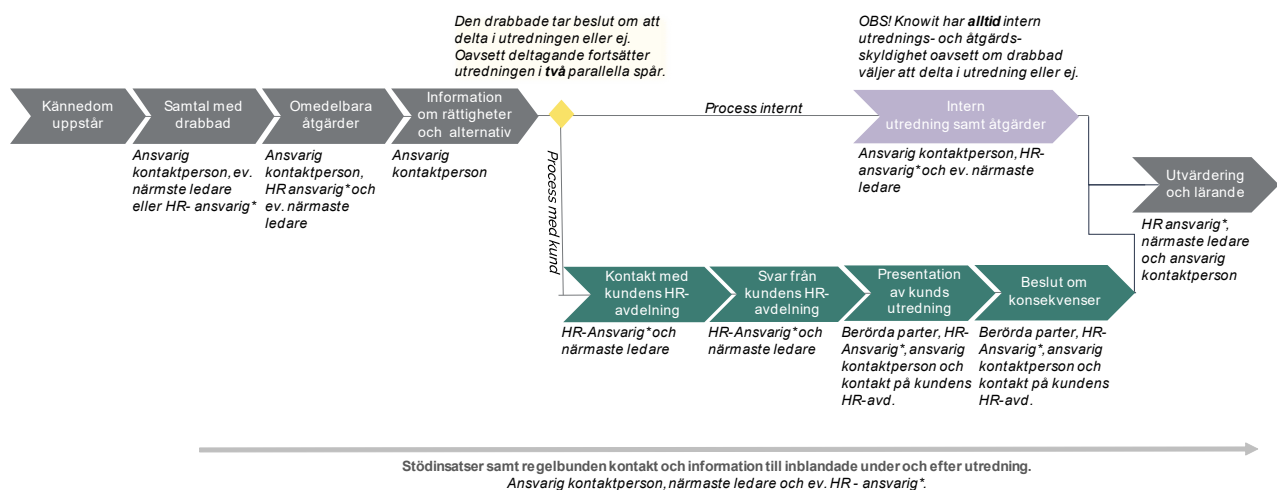 Den drabbade tar beslut om att
delta i utredningen eller ej.
Oavsett deltagande fortsätter
utredningen i två parallella spår.
OBS! Knowit har alltid intern
utrednings- och åtgärds-
skyldighet oavsett om drabbad
väljer att delta i utredning eller ej.
Kännedom
uppstår
Samtal med
drabbad
Omedelbara
åtgärder
Information
om rättigheter
och alternativ
Process internt
Intern
utredning samt åtgärder
Ansvarig
kontaktperson, ev.
närmste ledare
eller HR- ansvarig*
Ansvarig
kontaktperson,
HR ansvarig* och
ev. närmaste
ledare
Ansvarig
kontaktperson
Ansvarig kontaktperson, HR-
ansvarig* och ev. närmaste
ledare
Utvärdering
och lärande
HR ansvarig*,
närmaste ledare
och ansvarig
kontaktperson
Process med kund
Kontakt med
kundens HR-
avdelning
Svar från
kundens HR-
avdelning
Presentation
av kunds
utredning
Beslut om
konsekvenser
HR-Ansvarig* och
närmaste ledare
HR-Ansvarig* och
närmaste ledare
Berörda parter, HR-
Ansvarig*, ansvarig
kontaktperson och
kontakt på kundens
HR-avd.
Berörda parter, HR-
Ansvarig*, ansvarig
kontaktperson och
kontakt på kundens
HR-avd.
Stödinsatser samt regelbunden kontakt och information till inblandade under och efter utredning.
Ansvarig kontaktperson, närmaste ledare och ev. HR - ansvarig*.